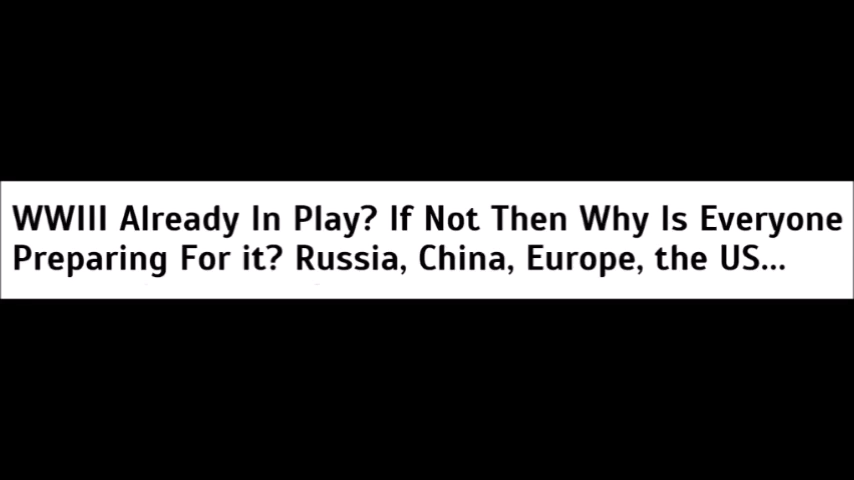 WWIII Already In Play? If Not Then Why Is Everyone
Preparing For it? Russia, China, Europe, the US...